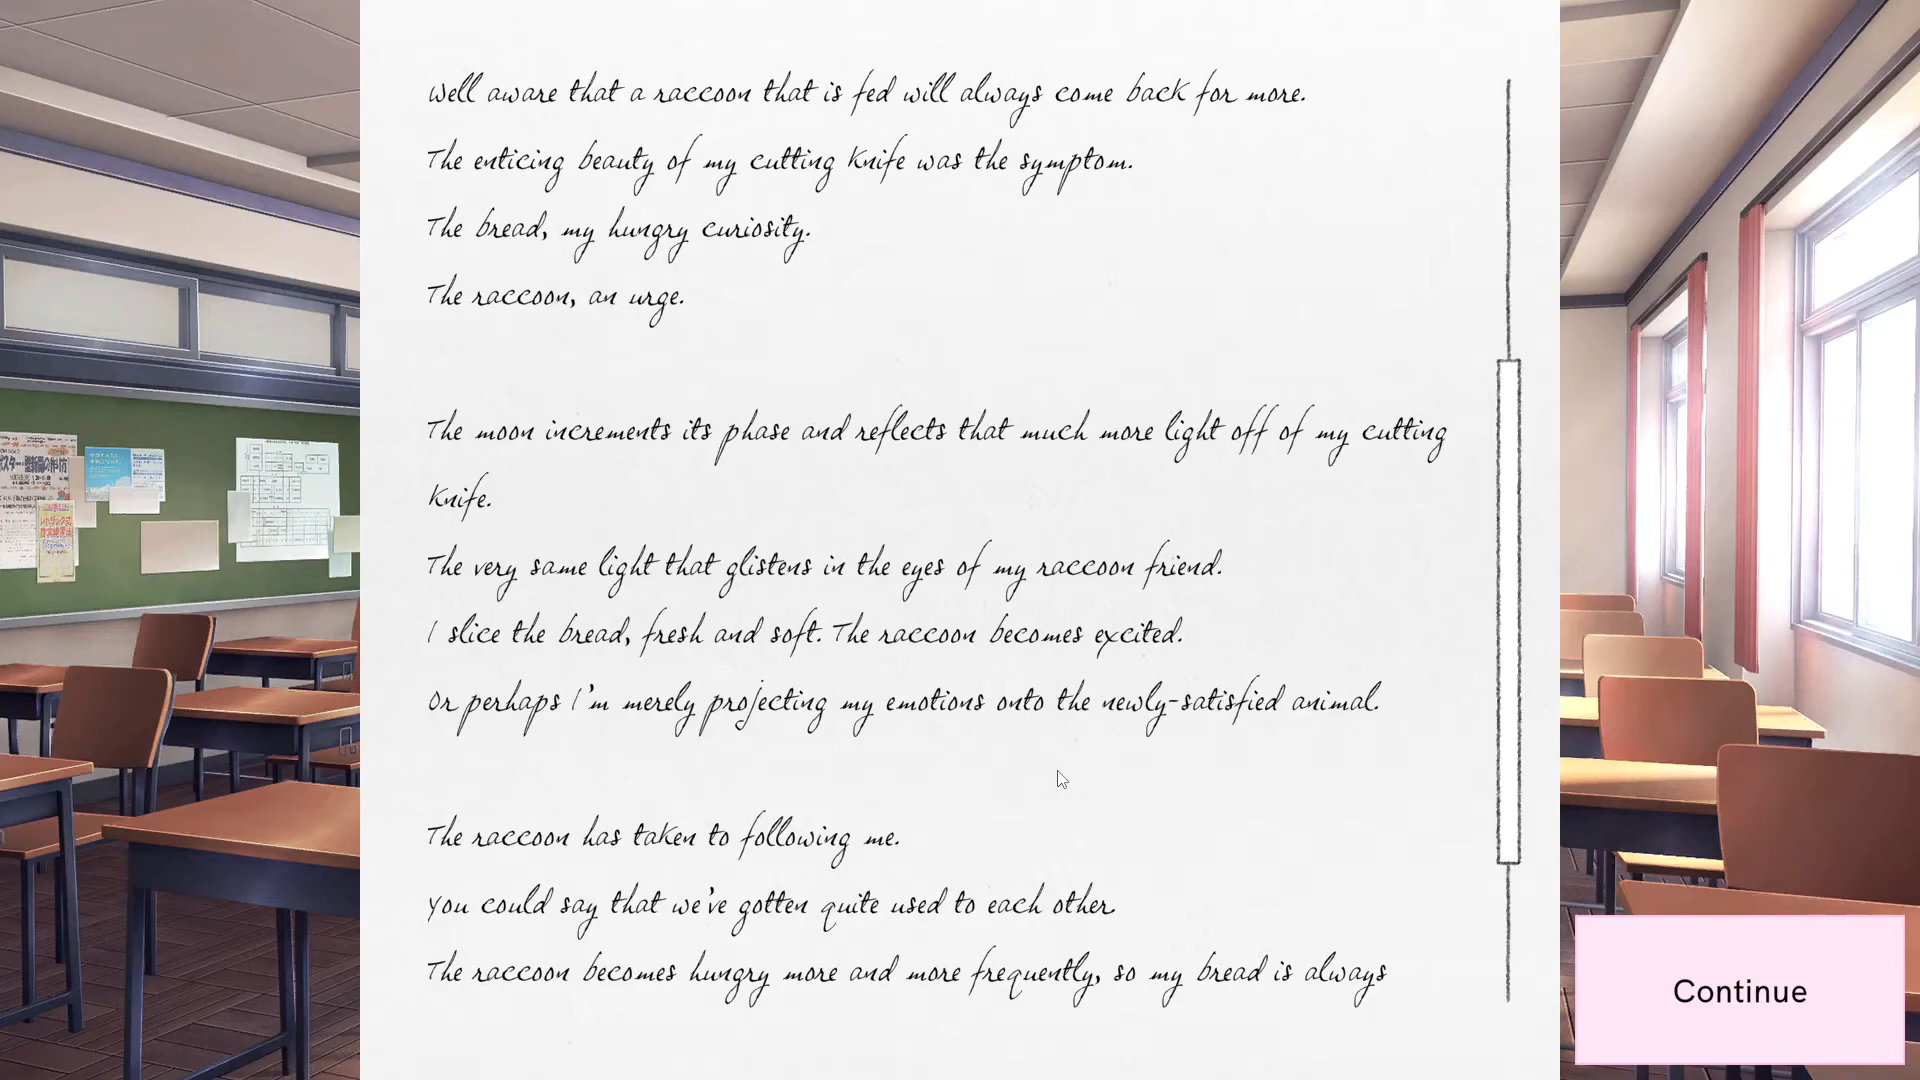 Well aware that a raccoon that is fed will always come back for more.
The enticing beauty of my cutting knife was the symptom.
The bread, my hungry curiosity.
The raccoon, an urge.
The moon increments its phase and reflects that much more light off of my cutting
knife.
The very same light that glistens in the eyes of my raccoon friend.
I slice the bread, fresh and soft. The raccoon becomes excited.
Or perhaps I'm merely projecting my emotions onto the newly-satisfied animal.
The raccoon has taken to following me.
You could say that we've gotten quite used to each other.
The raccoon becomes hungry more and more frequently, so my bread is always
Continue